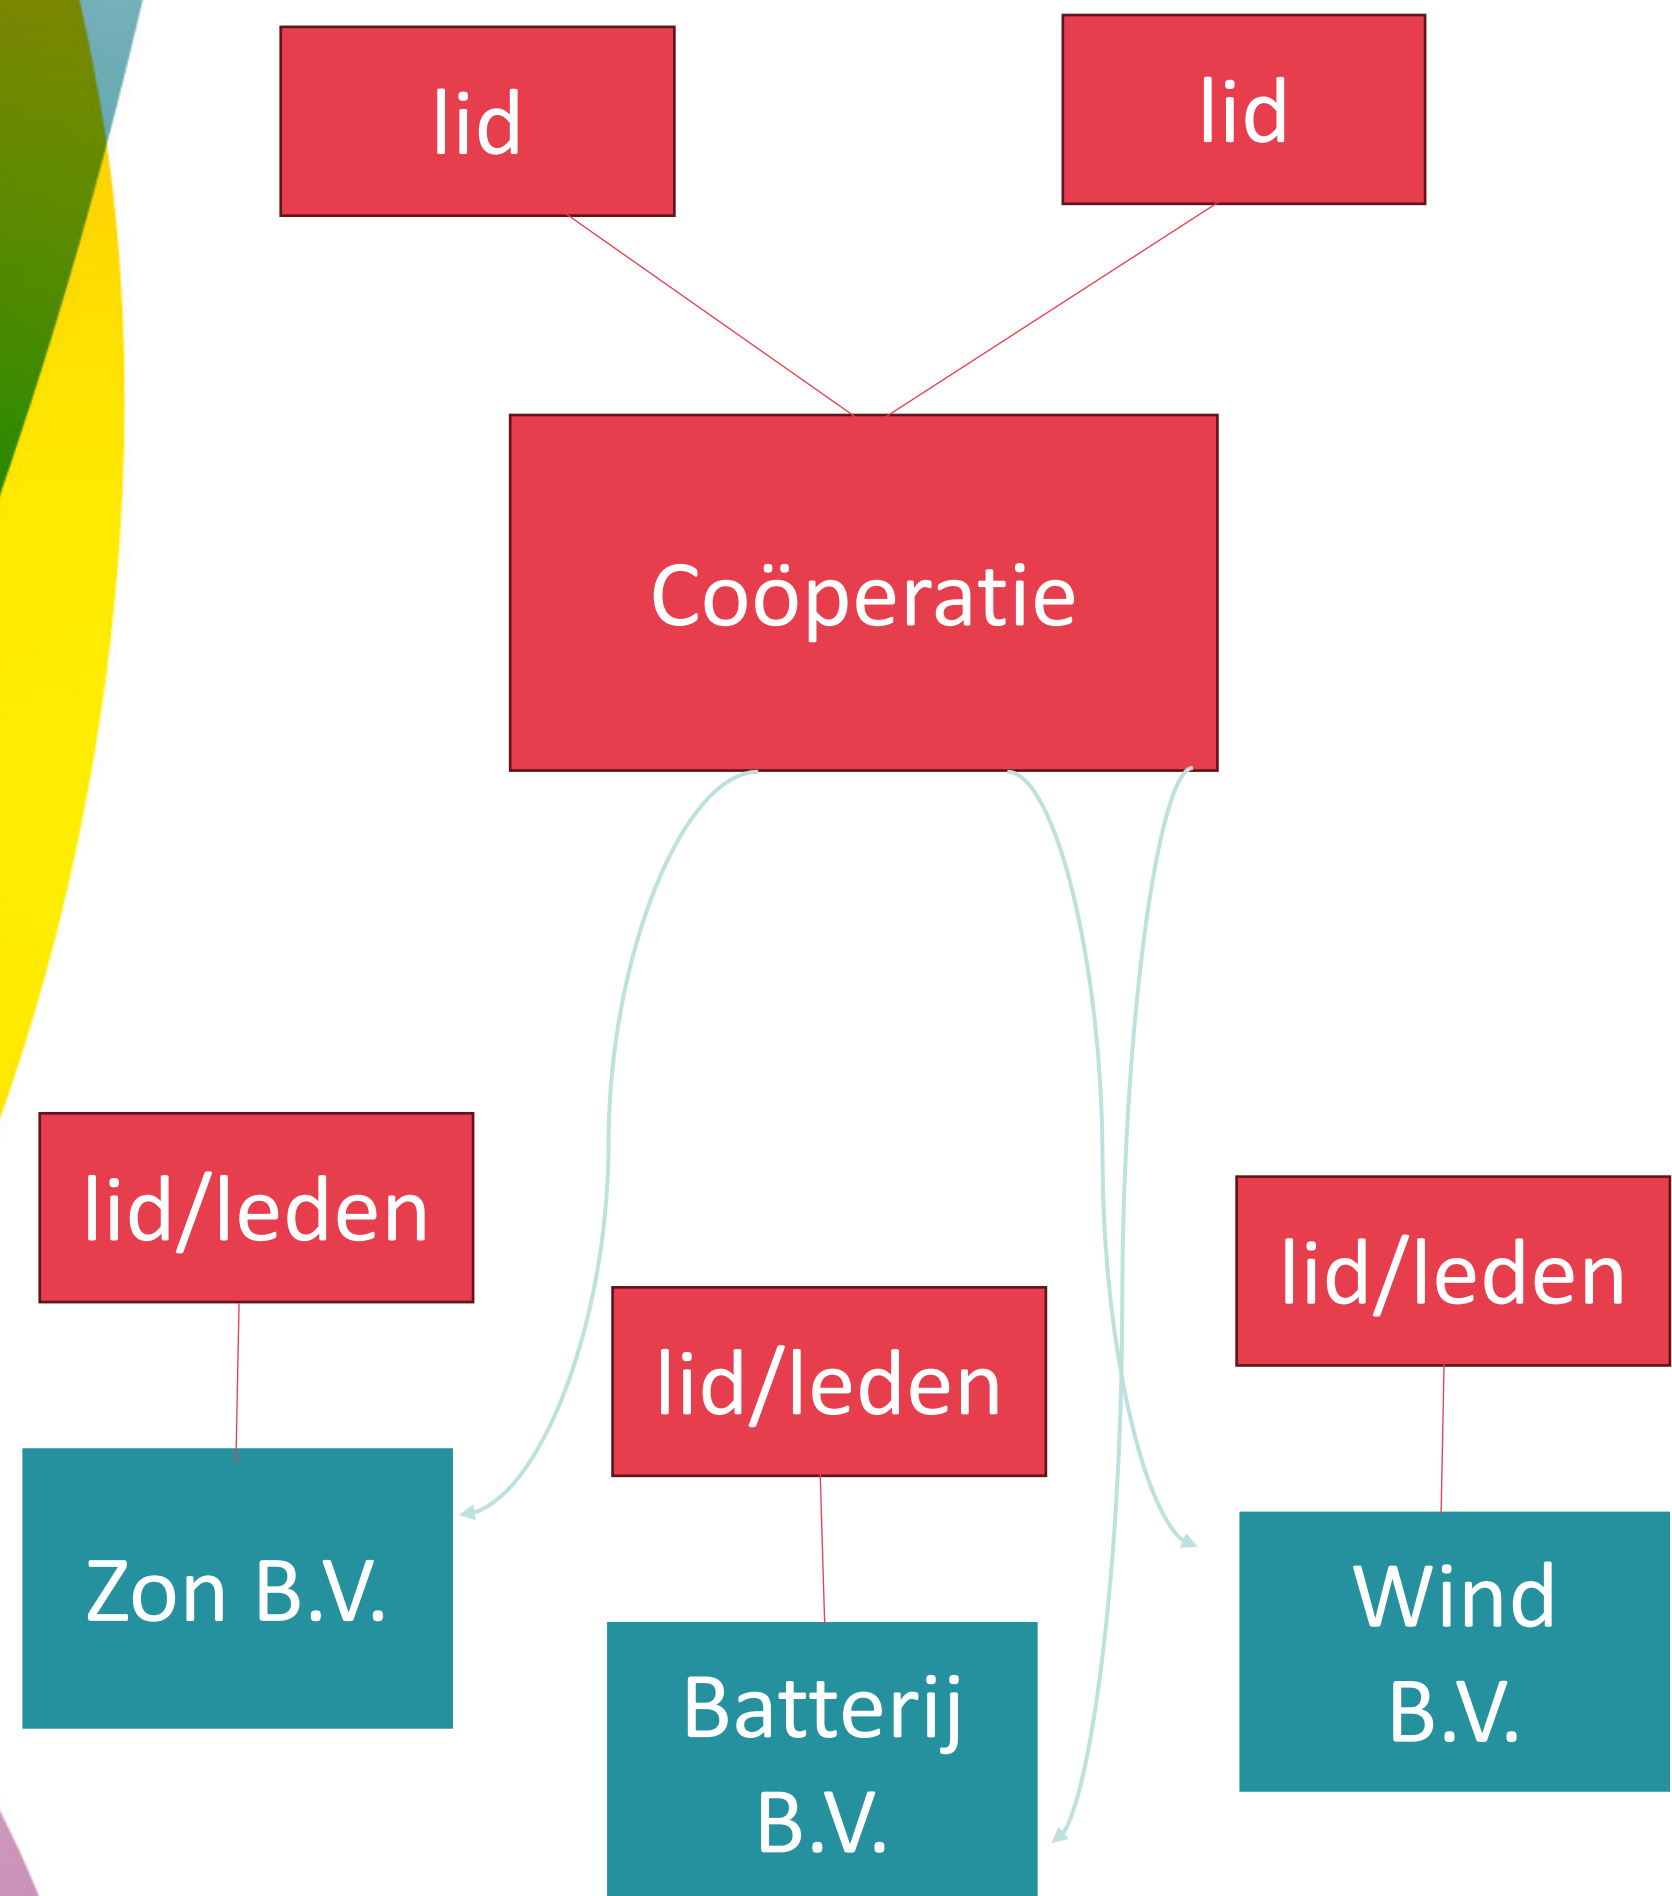 lid
lid
Coöperatie
lid/leden
lid/leden
lid/leden
Zon B.V.
Batterij
B.V.
Wind
B.V.